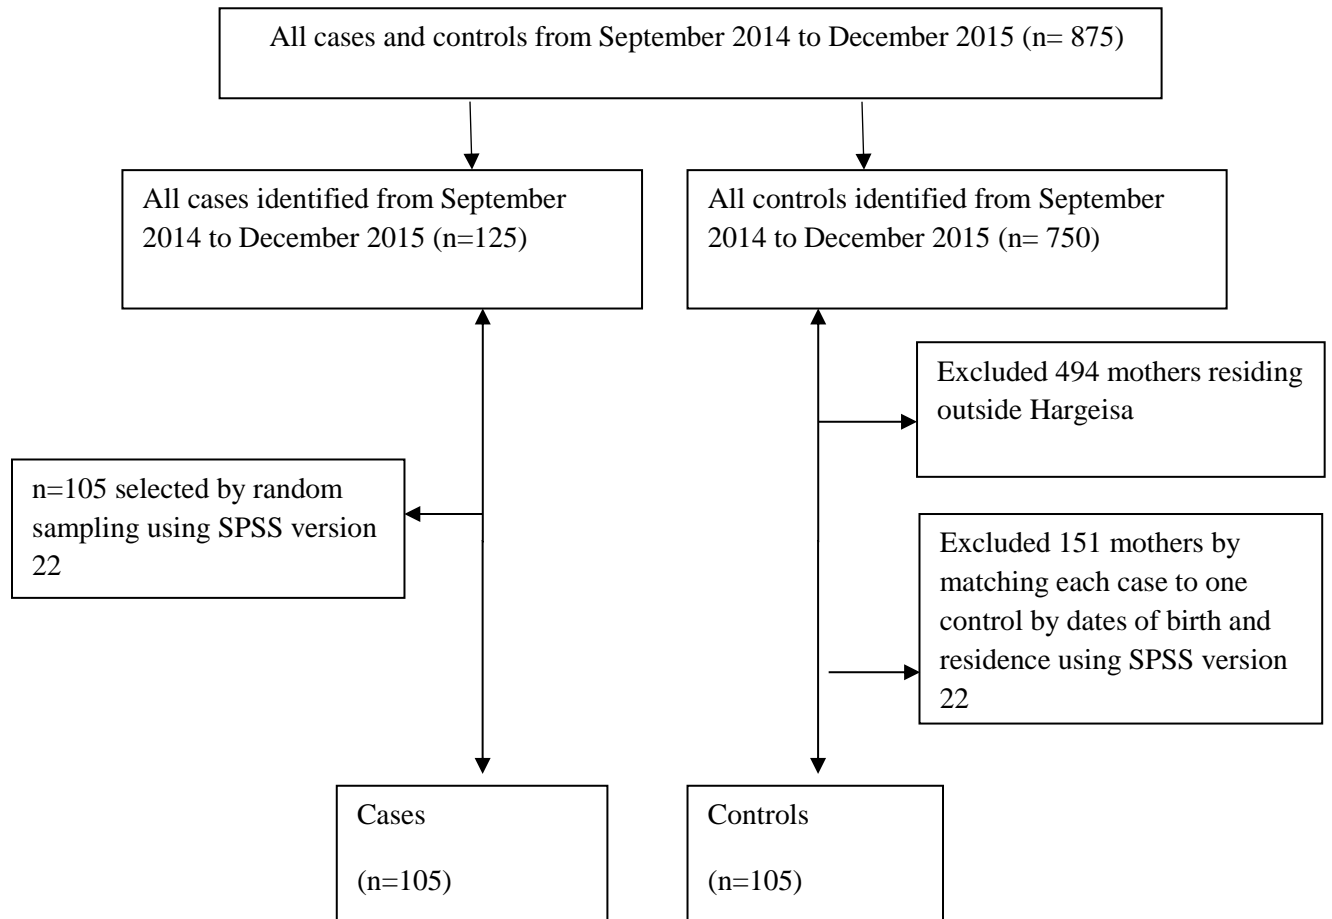 All cases and controls from September 2014 to December 2015 (n= 875)
All cases identified from September
2014 to December 2015 (n=125)
All controls identified from September
2014 to December 2015 (n= 750)
Excluded 494 mothers residing
outside Hargeisa
n=105 selected by random
sampling using SPSS version
22
Excluded 151 mothers by
matching each case to one
control by dates of birth and
residence using SPSS version
22
Cases
(n=105)
Controls
(n=105)